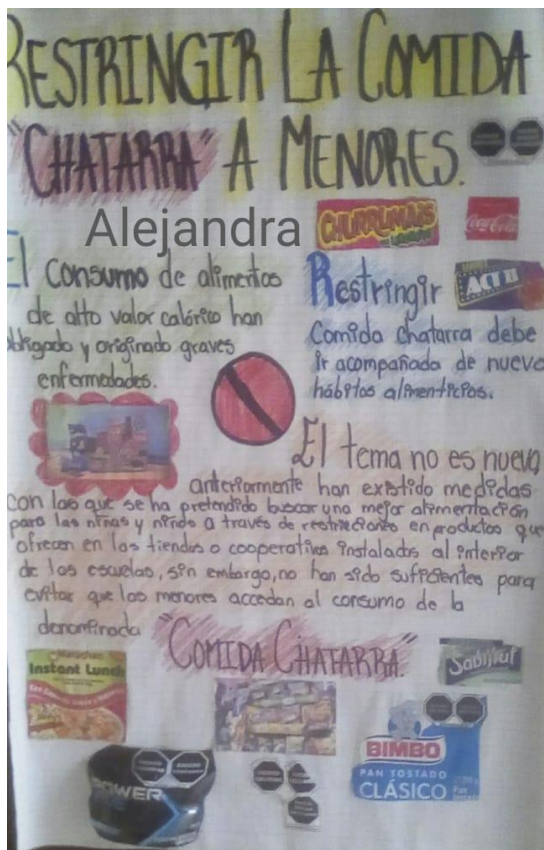 RESTRINGIR LA COMIDA
"CHATARRA" A MENORES.
Alejandra
CHURRUMAIS
Coca-Cola
El consumo de alimentos
de alto valor calórico han
obligado y originado graves
enfermedades.
Restringir
ACT II
Comida chatarra debe
ir acompañada de nuevo
hábitos alimenticios.
El tema no es nuevo,
anteriormente han existido medidas
con las que se ha pretendido buscar una mejor alimentación
para las niñas y niños a través de restricciones en productos que
ofrecen en las tiendas o cooperativas instaladas al interior
de las escuelas, sin embargo, no han sido suficientes para
evitar que los menores accedan al consumo de la
denominada "COMIDA CHATARRA."
Maruchan
Instant Lunch
BIMBO
PAN TOSTADO
CLÁSICO
POWER